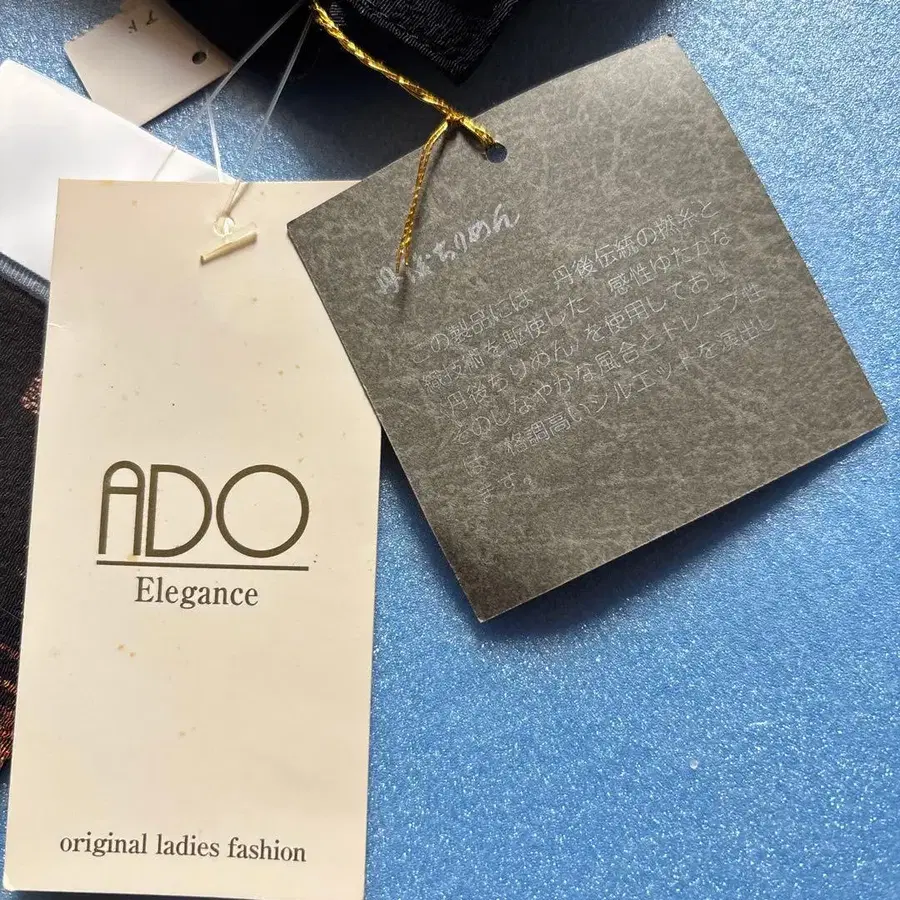 アド
ADO
Elegance
original ladies fashion
丹後ちりめん
この製品には、丹後伝統の撚糸と
織技術を駆使した、感性ゆたかな
丹後ちりめん を使用しており、
そのしなやかな風合とドレープ性
は、格調高いシルエットを演出し
ます。